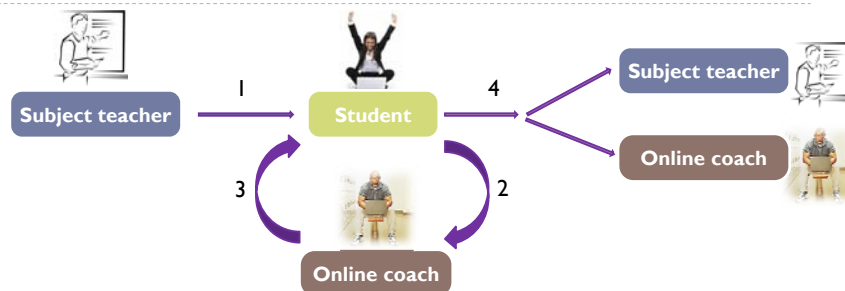 Subject teacher
1
Student
4
Subject teacher
Online coach
3
2
Online coach